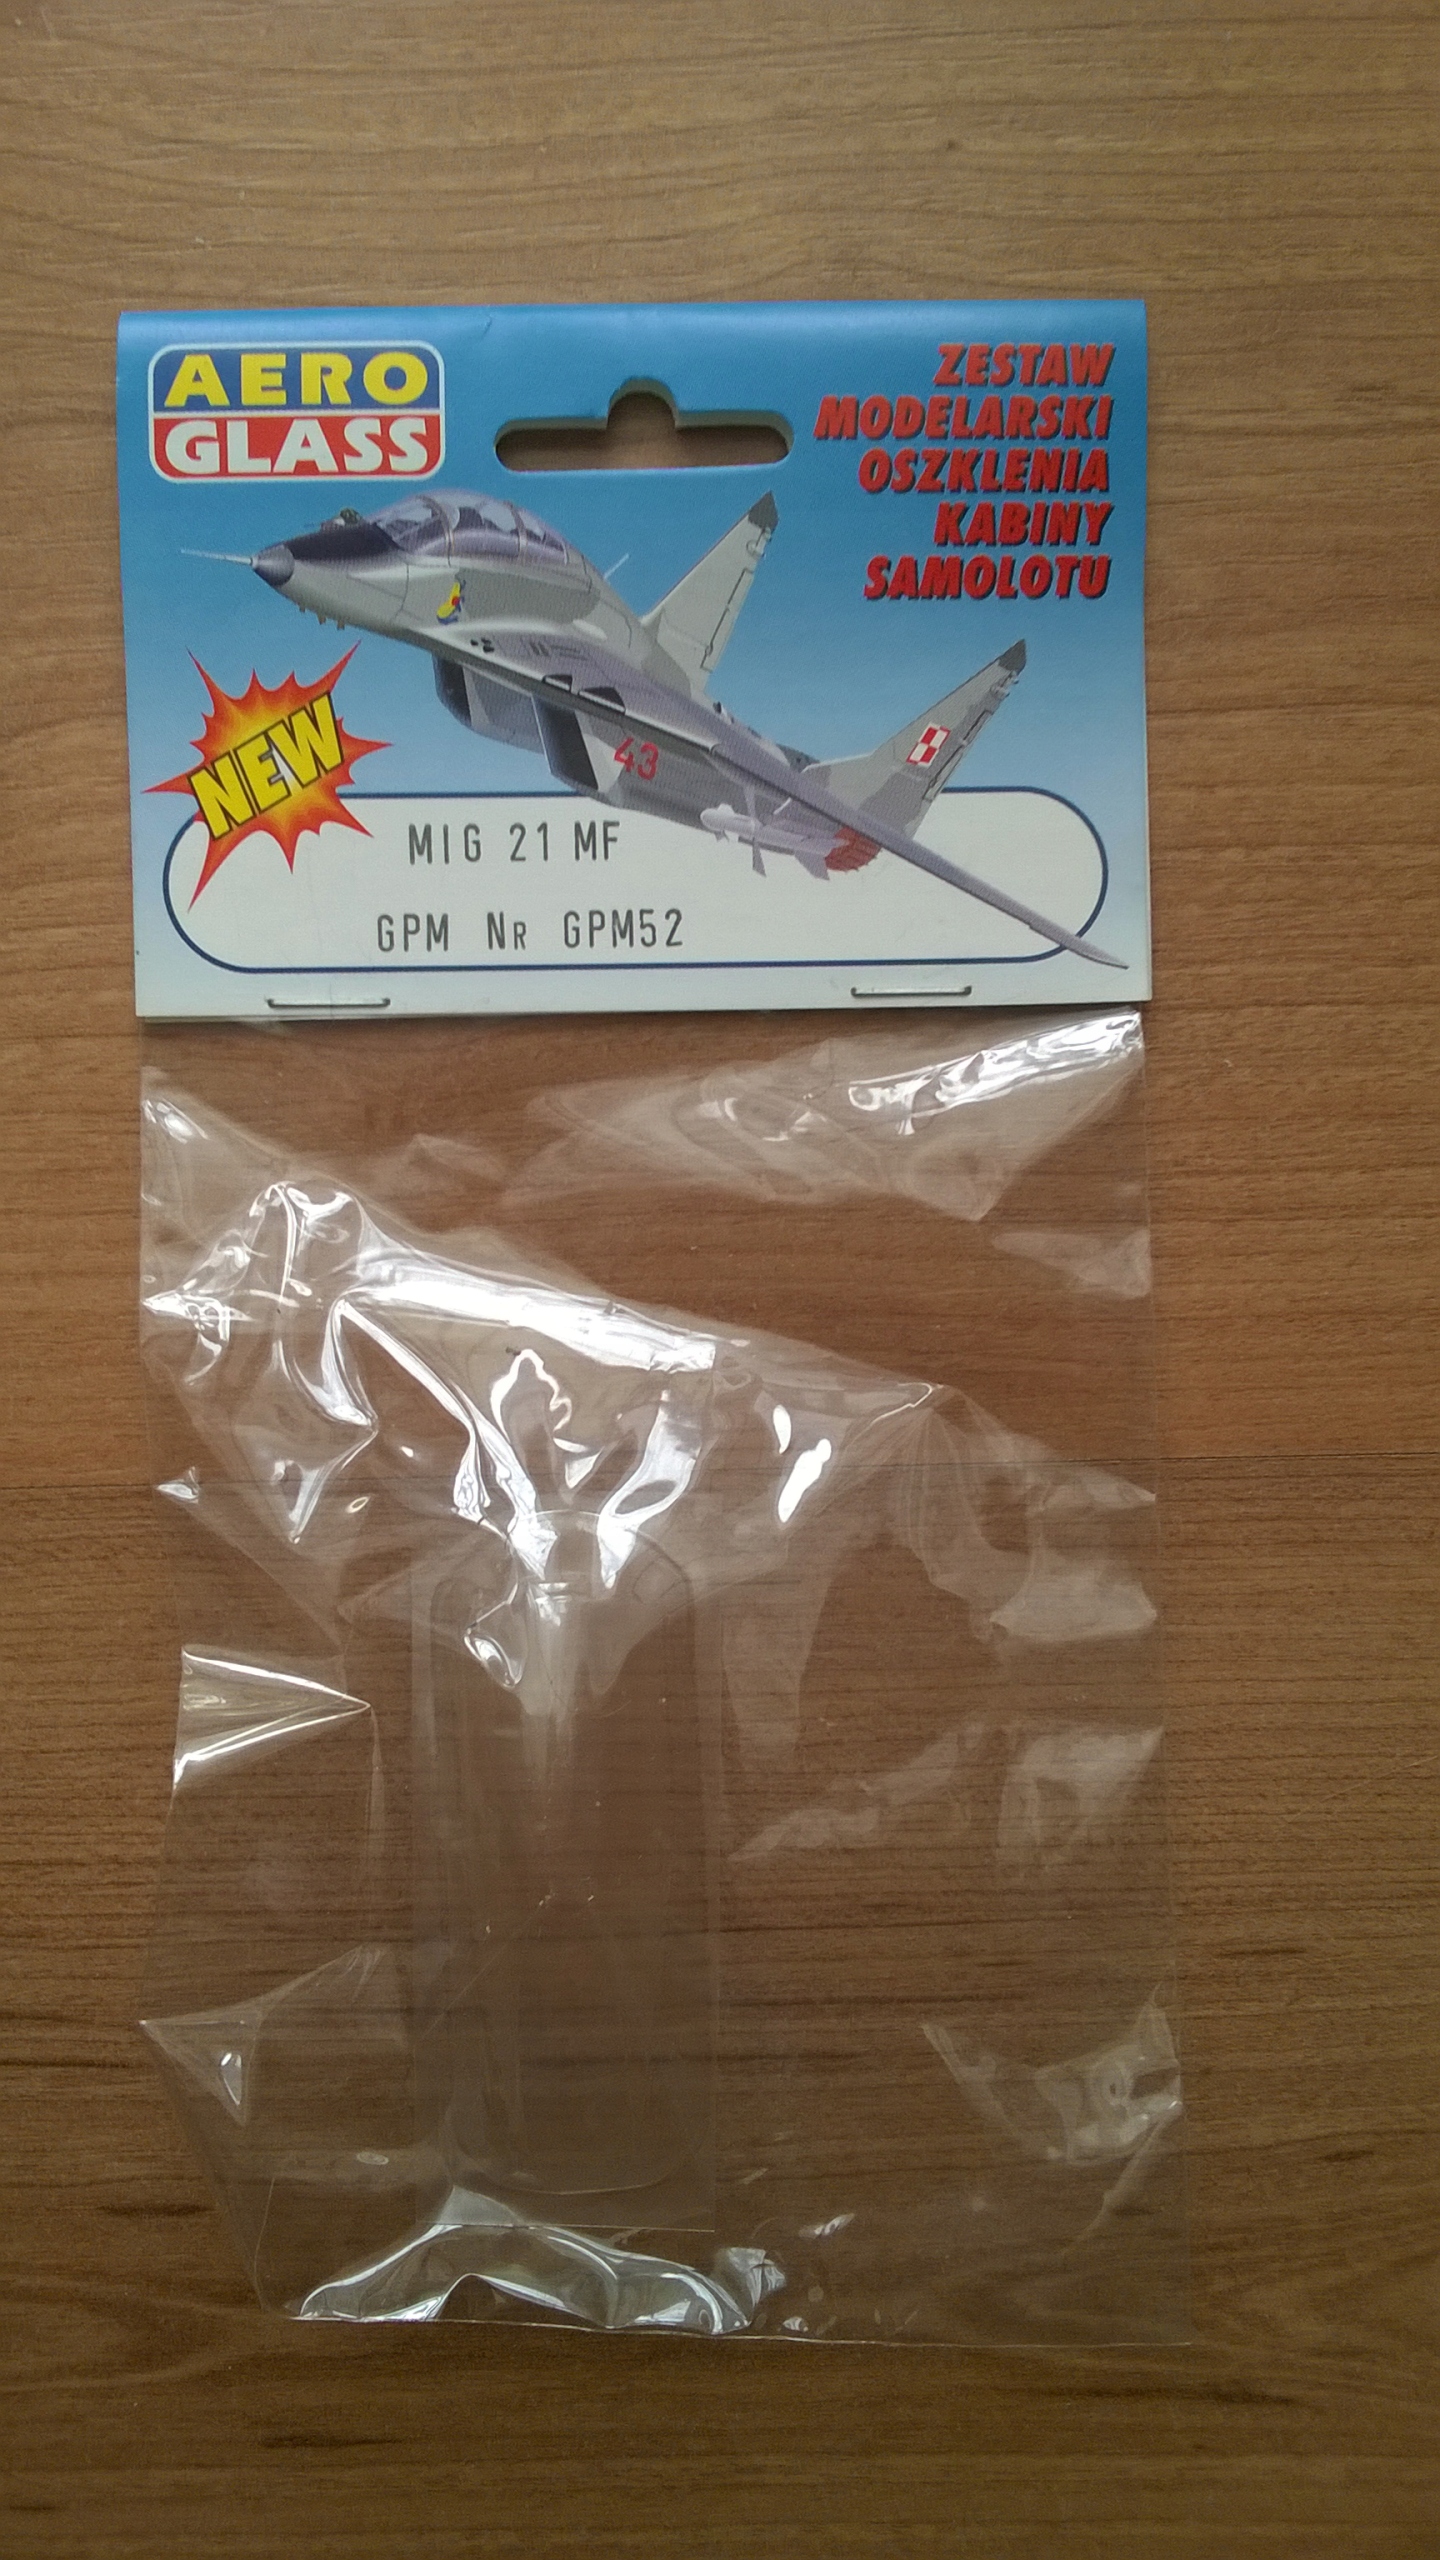 AERO
GLASS
ZESTAW
MODELARSKI
OSZKLENIA
KABINY
SAMOLOTU
NEW
43
MIG 21 MF
GPM NR GPM52